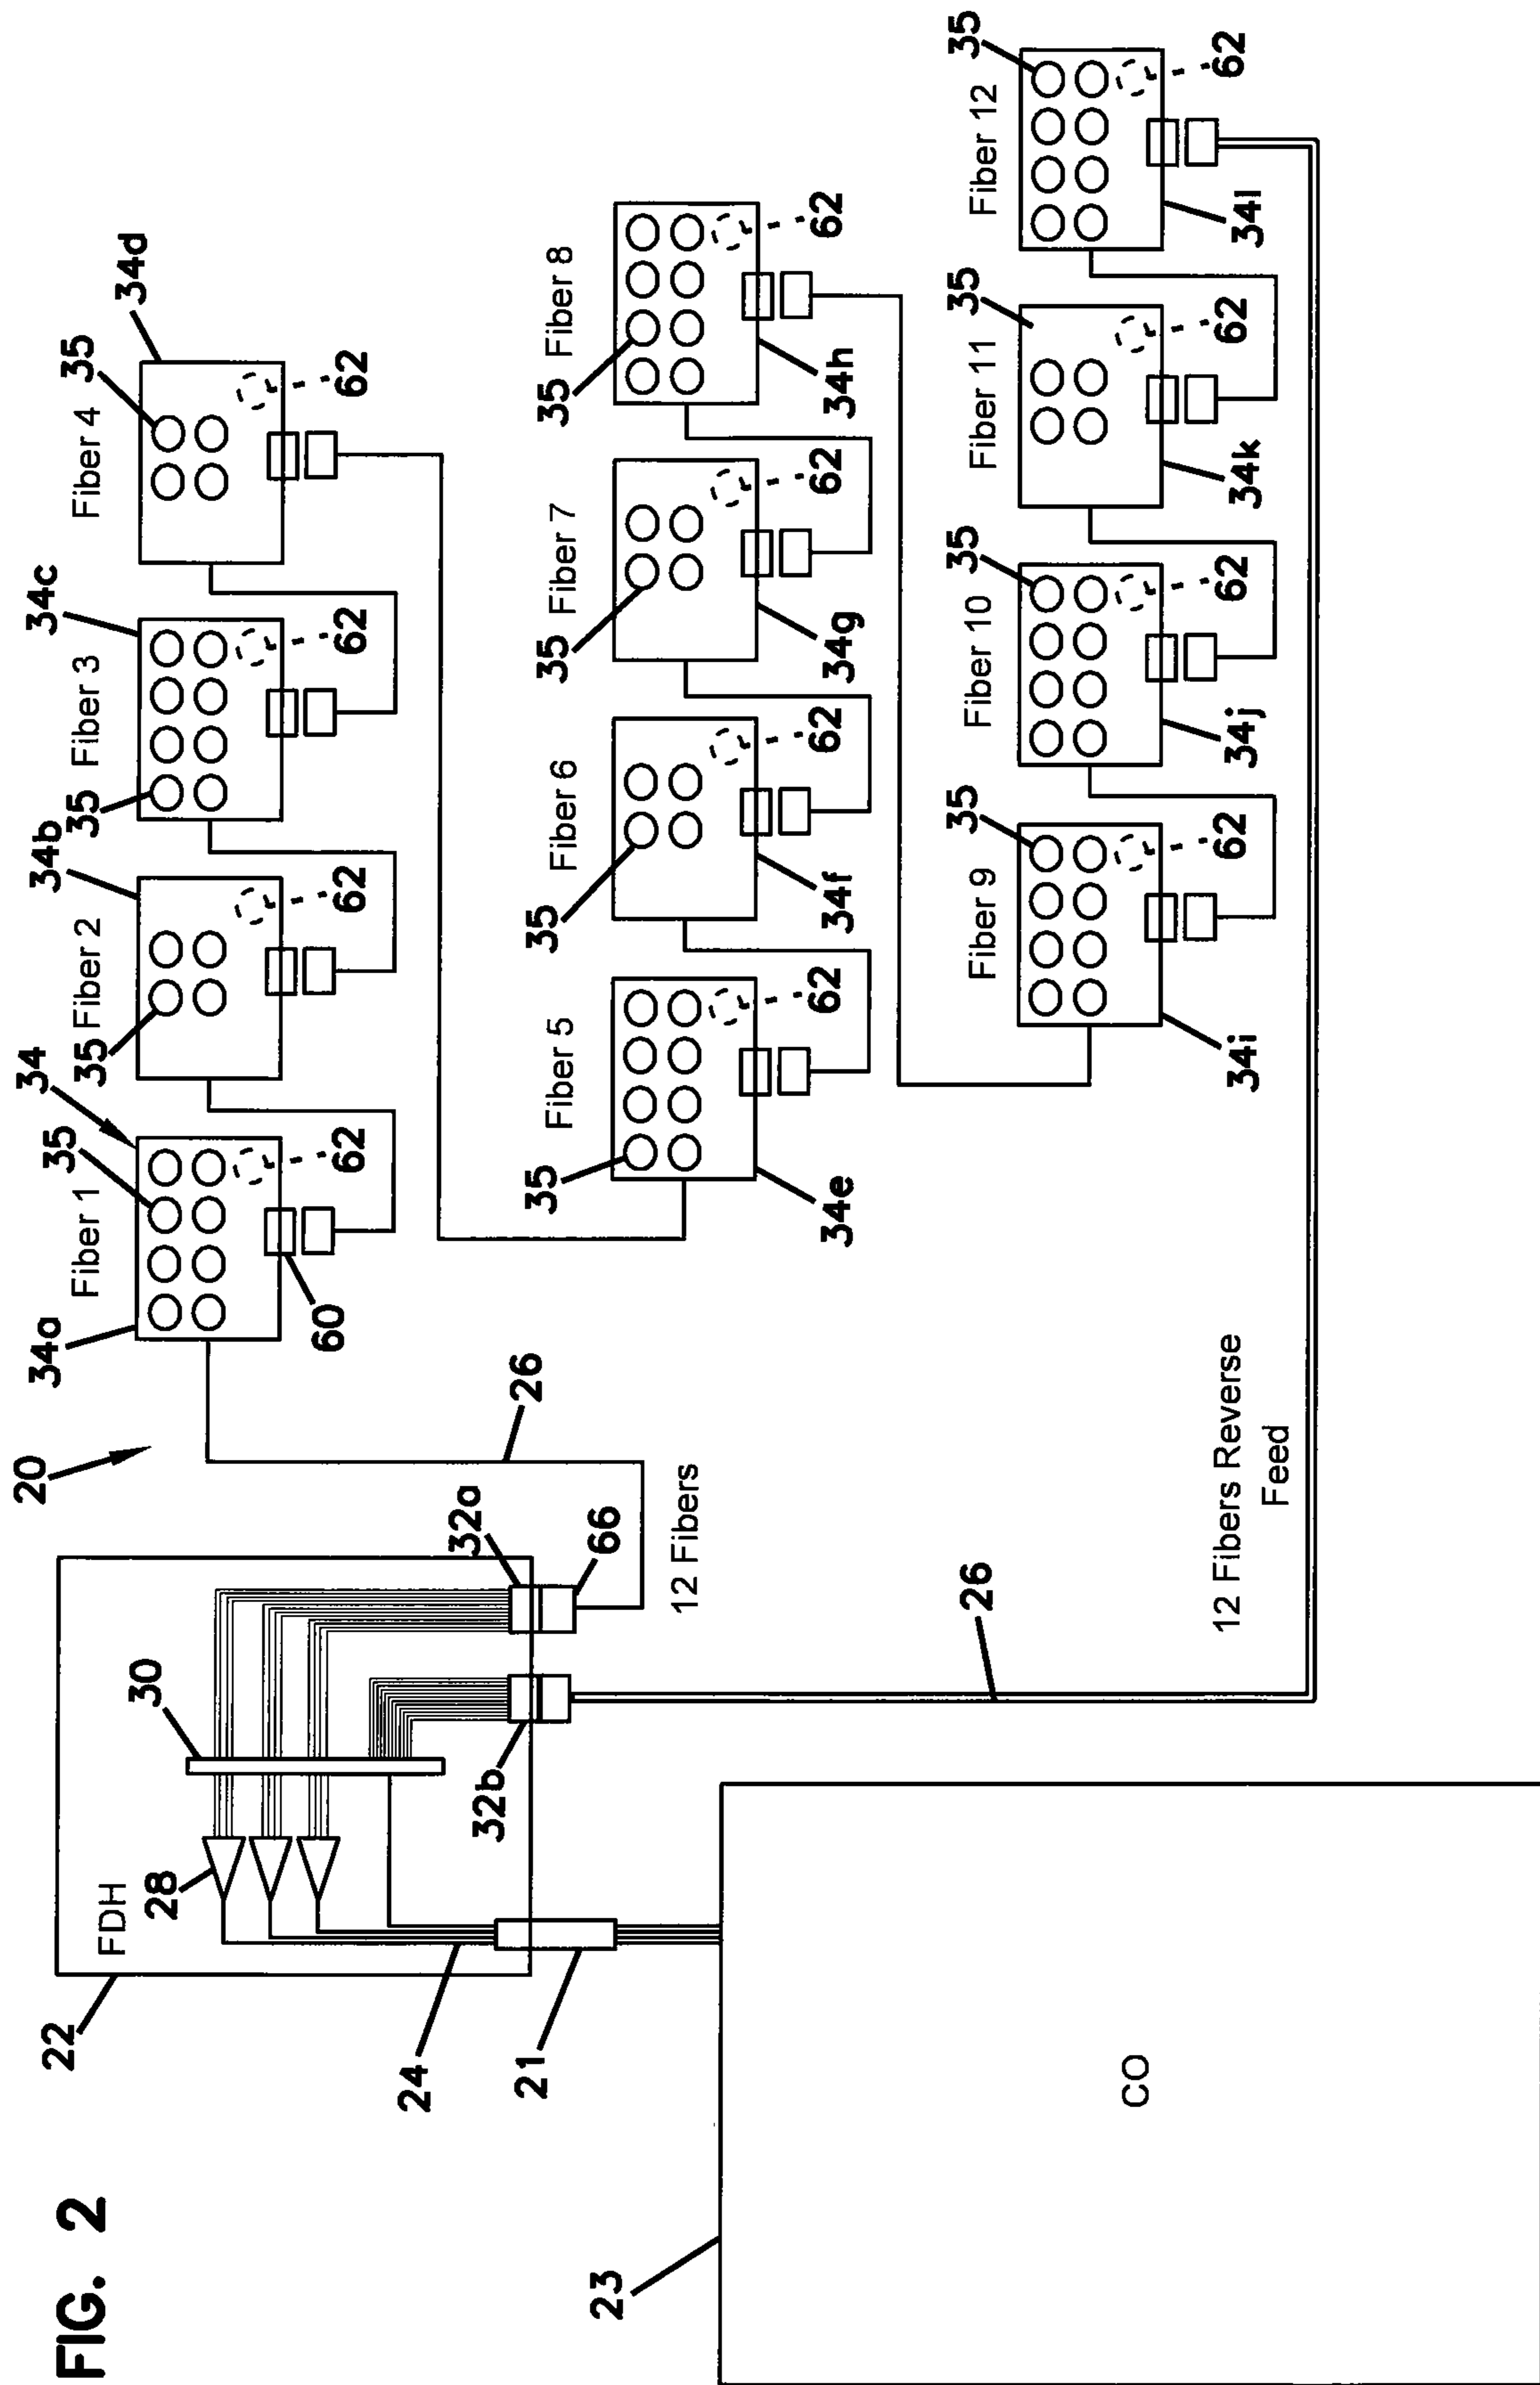 FIG. 2
20
22
FDH
28
30
24
21
32b
32a
66
26
12 Fibers
23
CO
26
12 Fibers Reverse
Feed
34a
Fiber 1
35
34
62
60
34b
Fiber 2
35
62
34c
Fiber 3
35
62
34d
Fiber 4
35
62
Fiber 5
35
62
34e
Fiber 6
35
62
34f
Fiber 7
35
62
34g
Fiber 8
35
62
34h
Fiber 9
35
62
34i
Fiber 10
35
62
34j
Fiber 11
35
62
34k
Fiber 12
35
62
34l